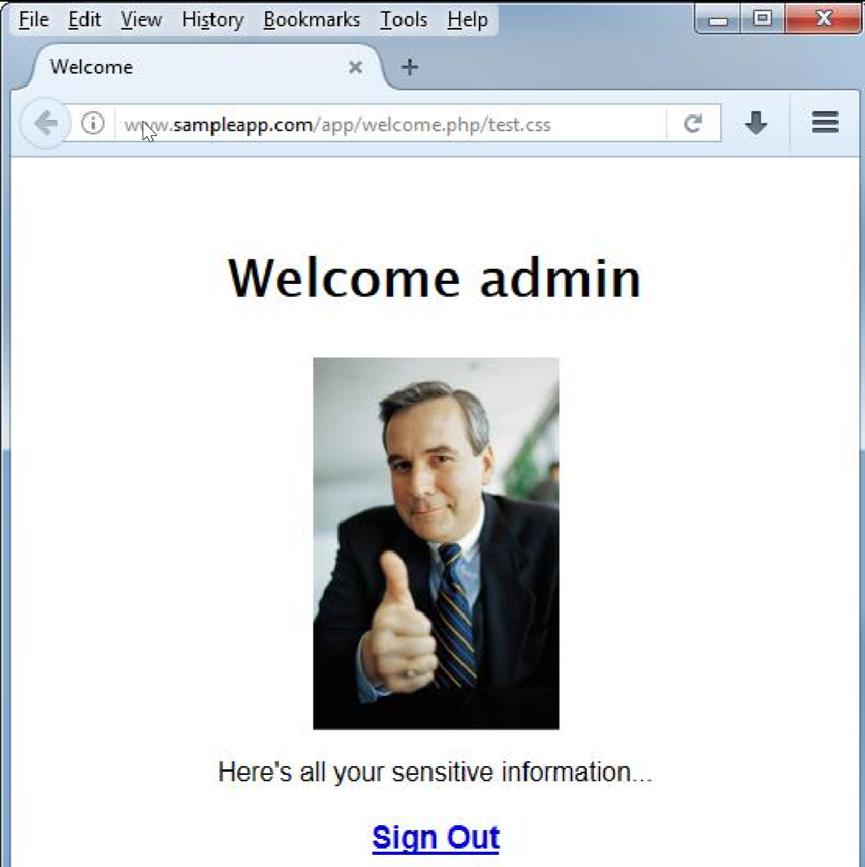 File Edit View History Bookmarks Tools Help
Welcome
www.sampleapp.com/app/welcome.php/test.css
Welcome admin
Here's all your sensitive information...
Sign Out